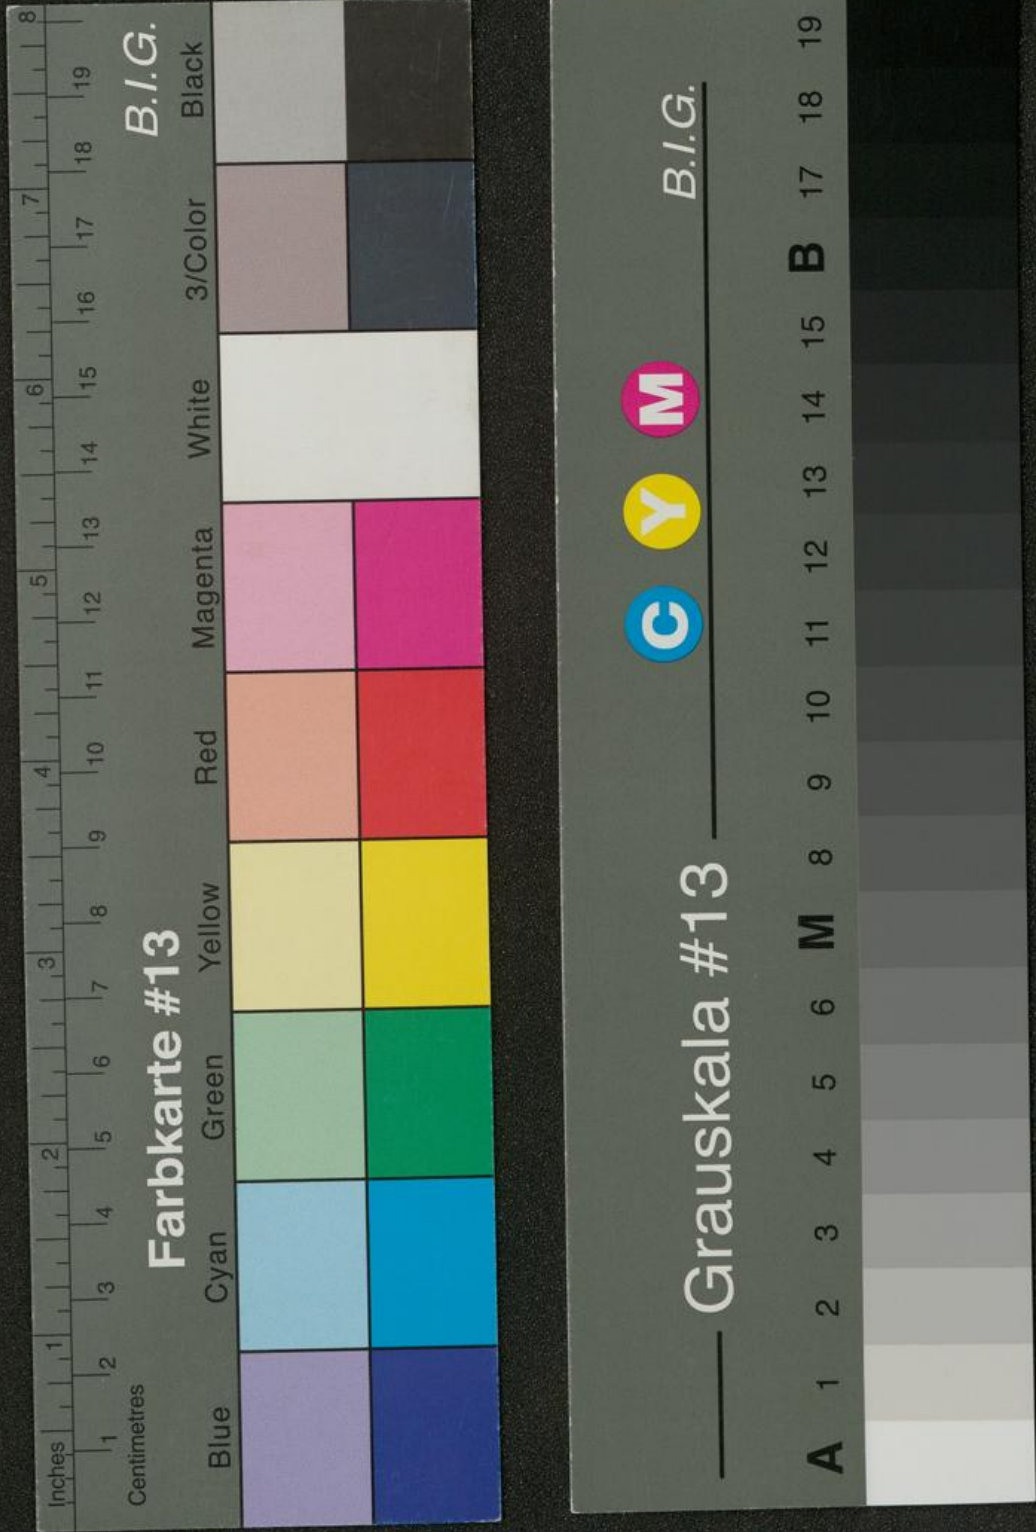 Inches 1 2 3 4 5 6 7 8
Centimetres 1 2 3 4 5 6 7 8 9 10 11 12 13 14 15 16 17 18 19
Farbkarte #13 B.I.G.
Blue Cyan Green Yellow Red Magenta White 3/Color Black
C Y M B.I.G.
Grauskala #13
A 1 2 3 4 5 6 M 8 9 10 11 12 13 14 15 B 17 18 19